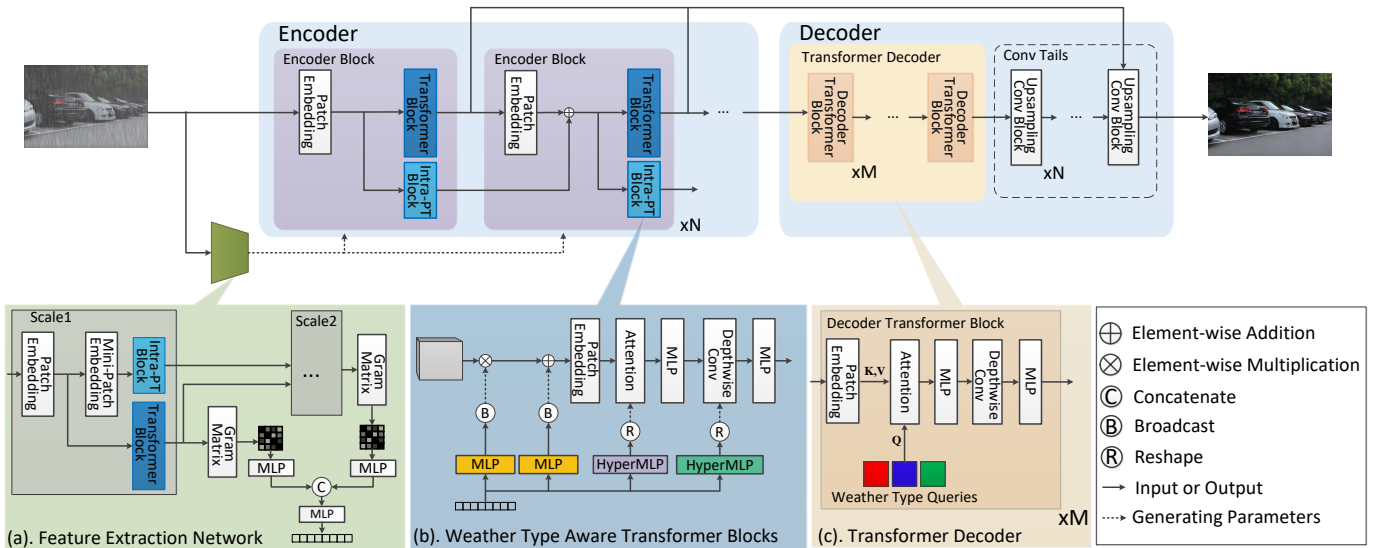 Encoder
Encoder Block
Patch
Embedding
Transformer
Block
Intra-PT
Block
Encoder Block
Patch
Embedding
Transformer
Block
Intra-PT
Block
...
xN
Decoder
Transformer Decoder
Decoder
Transformer
Block
...
Decoder
Transformer
Block
xM
Conv Tails
Upsampling
Conv Block
...
Upsampling
Conv Block
xN
Scale1
Patch
Embedding
Mini-Patch
Embedding
Intra-PT
Block
Transformer
Block
Scale2
...
Gram
Matrix
Gram
Matrix
MLP
MLP
C
MLP
(a). Feature Extraction Network
Patch
Embedding
Attention
MLP
Depthwise
Conv
MLP
B
B
R
R
MLP
MLP
HyperMLP
HyperMLP
(b). Weather Type Aware Transformer Blocks
Decoder Transformer Block
Patch
Embedding
K,V
Attention
MLP
Depthwise
Conv
MLP
Q
Weather Type Queries
xM
(c). Transformer Decoder
Element-wise Addition
Element-wise Multiplication
C Concatenate
B Broadcast
R Reshape
Input or Output
Generating Parameters